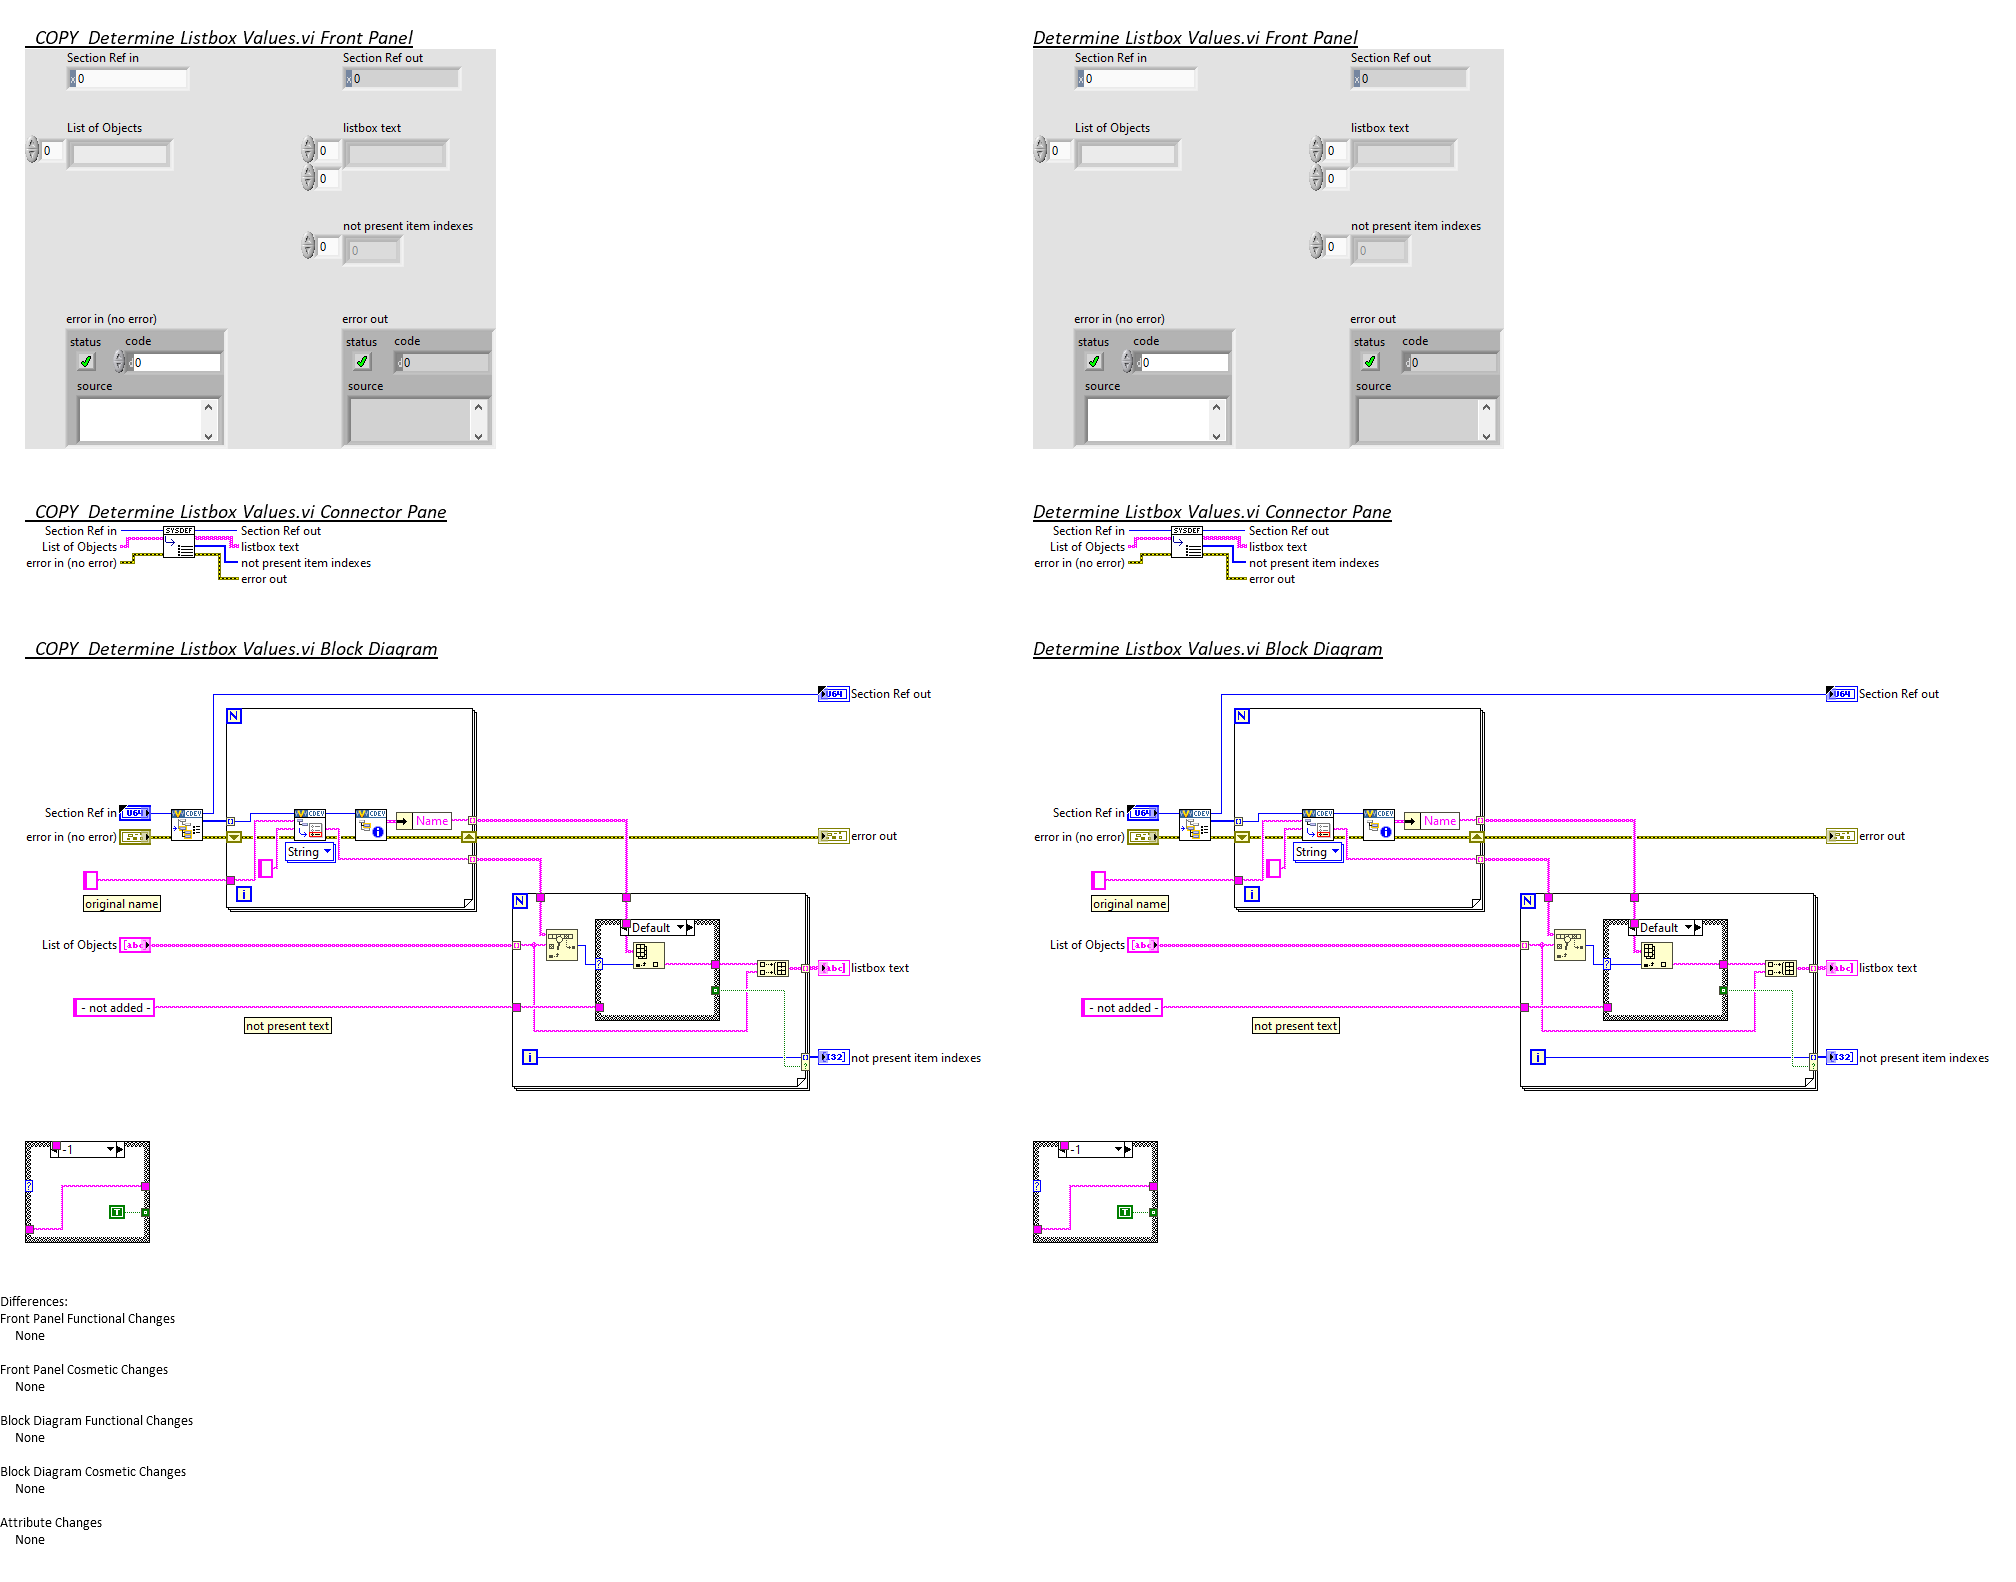 COPY Determine Listbox Values.vi Front Panel
Section Ref in
Section Ref out
x 0
x 0
List of Objects
listbox text
0
0
0
not present item indexes
0
0
error in (no error)
error out
status
code
status
code
d 0
d 0
source
source
Determine Listbox Values.vi Front Panel
Section Ref in
Section Ref out
x 0
x 0
List of Objects
listbox text
0
0
0
not present item indexes
0
0
error in (no error)
error out
status
code
status
code
d 0
d 0
source
source
COPY Determine Listbox Values.vi Connector Pane
Section Ref in
SYSDEF
Section Ref out
List of Objects
listbox text
error in (no error)
not present item indexes
error out
Determine Listbox Values.vi Connector Pane
Section Ref in
SYSDEF
Section Ref out
List of Objects
listbox text
error in (no error)
not present item indexes
error out
COPY Determine Listbox Values.vi Block Diagram
U64
Section Ref out
N
Section Ref in
U64
CDEV
CDEV
CDEV
Name
error in (no error)
error out
String
i
original name
N
Default
List of Objects
abc
?
abc
listbox text
- not added -
not present text
i
I32
not present item indexes
?
-1
?
T
Determine Listbox Values.vi Block Diagram
U64
Section Ref out
N
Section Ref in
U64
CDEV
CDEV
CDEV
Name
error in (no error)
error out
String
i
original name
N
Default
List of Objects
abc
?
abc
listbox text
- not added -
not present text
i
I32
not present item indexes
?
-1
?
T
Differences:
Front Panel Functional Changes
None
Front Panel Cosmetic Changes
None
Block Diagram Functional Changes
None
Block Diagram Cosmetic Changes
None
Attribute Changes
None